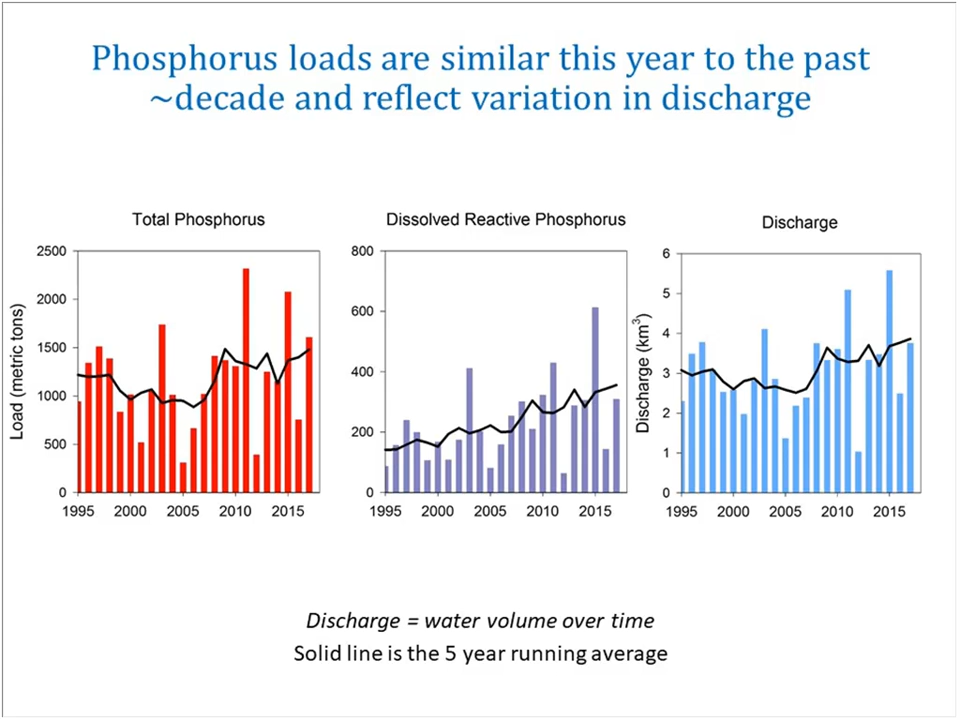 Phosphorus loads are similar this year to the past
~decade and reflect variation in discharge
Total Phosphorus
Load (metric tons)
2500
2000
1500
1000
500
0
1995 2000 2005 2010 2015
Dissolved Reactive Phosphorus
800
600
400
200
0
1995 2000 2005 2010 2015
Discharge
Discharge (km³)
6
5
4
3
2
1
0
1995 2000 2005 2010 2015
Discharge = water volume over time
Solid line is the 5 year running average